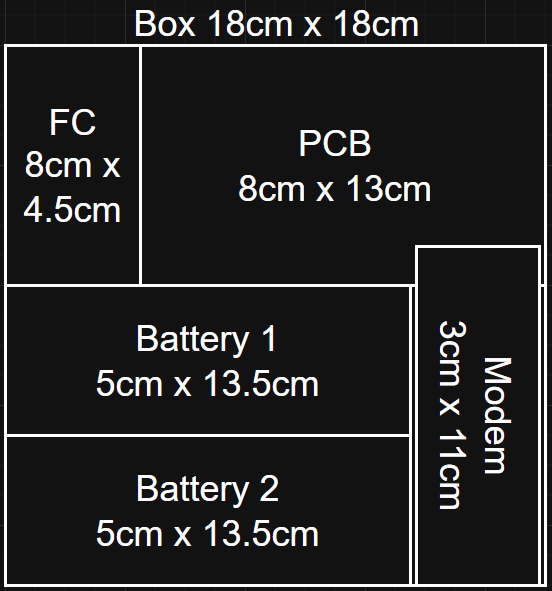 Box 18cm x 18cm
FC
8cm x
4.5cm
PCB
8cm x 13cm
Battery 1
5cm x 13.5cm
Modem
3cm x 11cm
Battery 2
5cm x 13.5cm